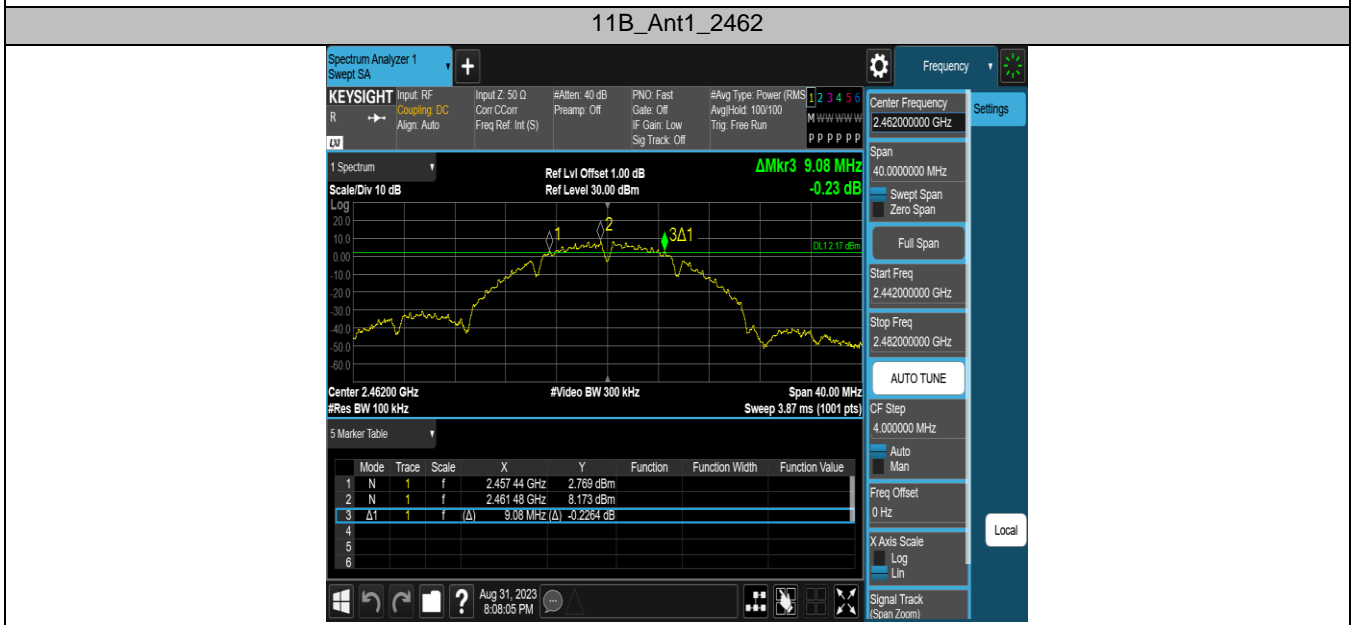 11B_Ant1_2462
Spectrum Analyzer 1
Swept SA
+
Frequency
KEYSIGHT
R
LXI
Input: RF
Coupling: DC
Align: Auto
Input Z: 50 Ω
Corr CCorr
Freq Ref: Int (S)
#Atten: 40 dB
Preamp: Off
PNO: Fast
Gate: Off
IF Gain: Low
Sig Track: Off
#Avg Type: Power (RMS
Avg|Hold: 100/100
Trig: Free Run
1 2 3 4 5 6
M W W W W W
P P P P P P
1 Spectrum
Scale/Div 10 dB
Ref Lvl Offset 1.00 dB
Ref Level 30.00 dBm
ΔMkr3 9.08 MHz
-0.23 dB
Log
20.0
10.0
0.00
-10.0
-20.0
-30.0
-40.0
-50.0
-60.0
1
2
3Δ1
DL1 2.17 dBm
Center 2.46200 GHz
#Res BW 100 kHz
#Video BW 300 kHz
Span 40.00 MHz
Sweep 3.87 ms (1001 pts)
5 Marker Table
Mode Trace Scale X Y Function Function Width Function Value
1 N 1 f 2.457 44 GHz 2.769 dBm
2 N 1 f 2.461 48 GHz 8.173 dBm
3 Δ1 1 f (Δ) 9.08 MHz (Δ) -0.2264 dB
4
5
6
?
Aug 31, 2023
8:08:05 PM
Center Frequency
2.462000000 GHz
Settings
Span
40.0000000 MHz
Swept Span
Zero Span
Full Span
Start Freq
2.442000000 GHz
Stop Freq
2.482000000 GHz
AUTO TUNE
CF Step
4.000000 MHz
Auto
Man
Freq Offset
0 Hz
Local
X Axis Scale
Log
Lin
Signal Track
(Span Zoom)